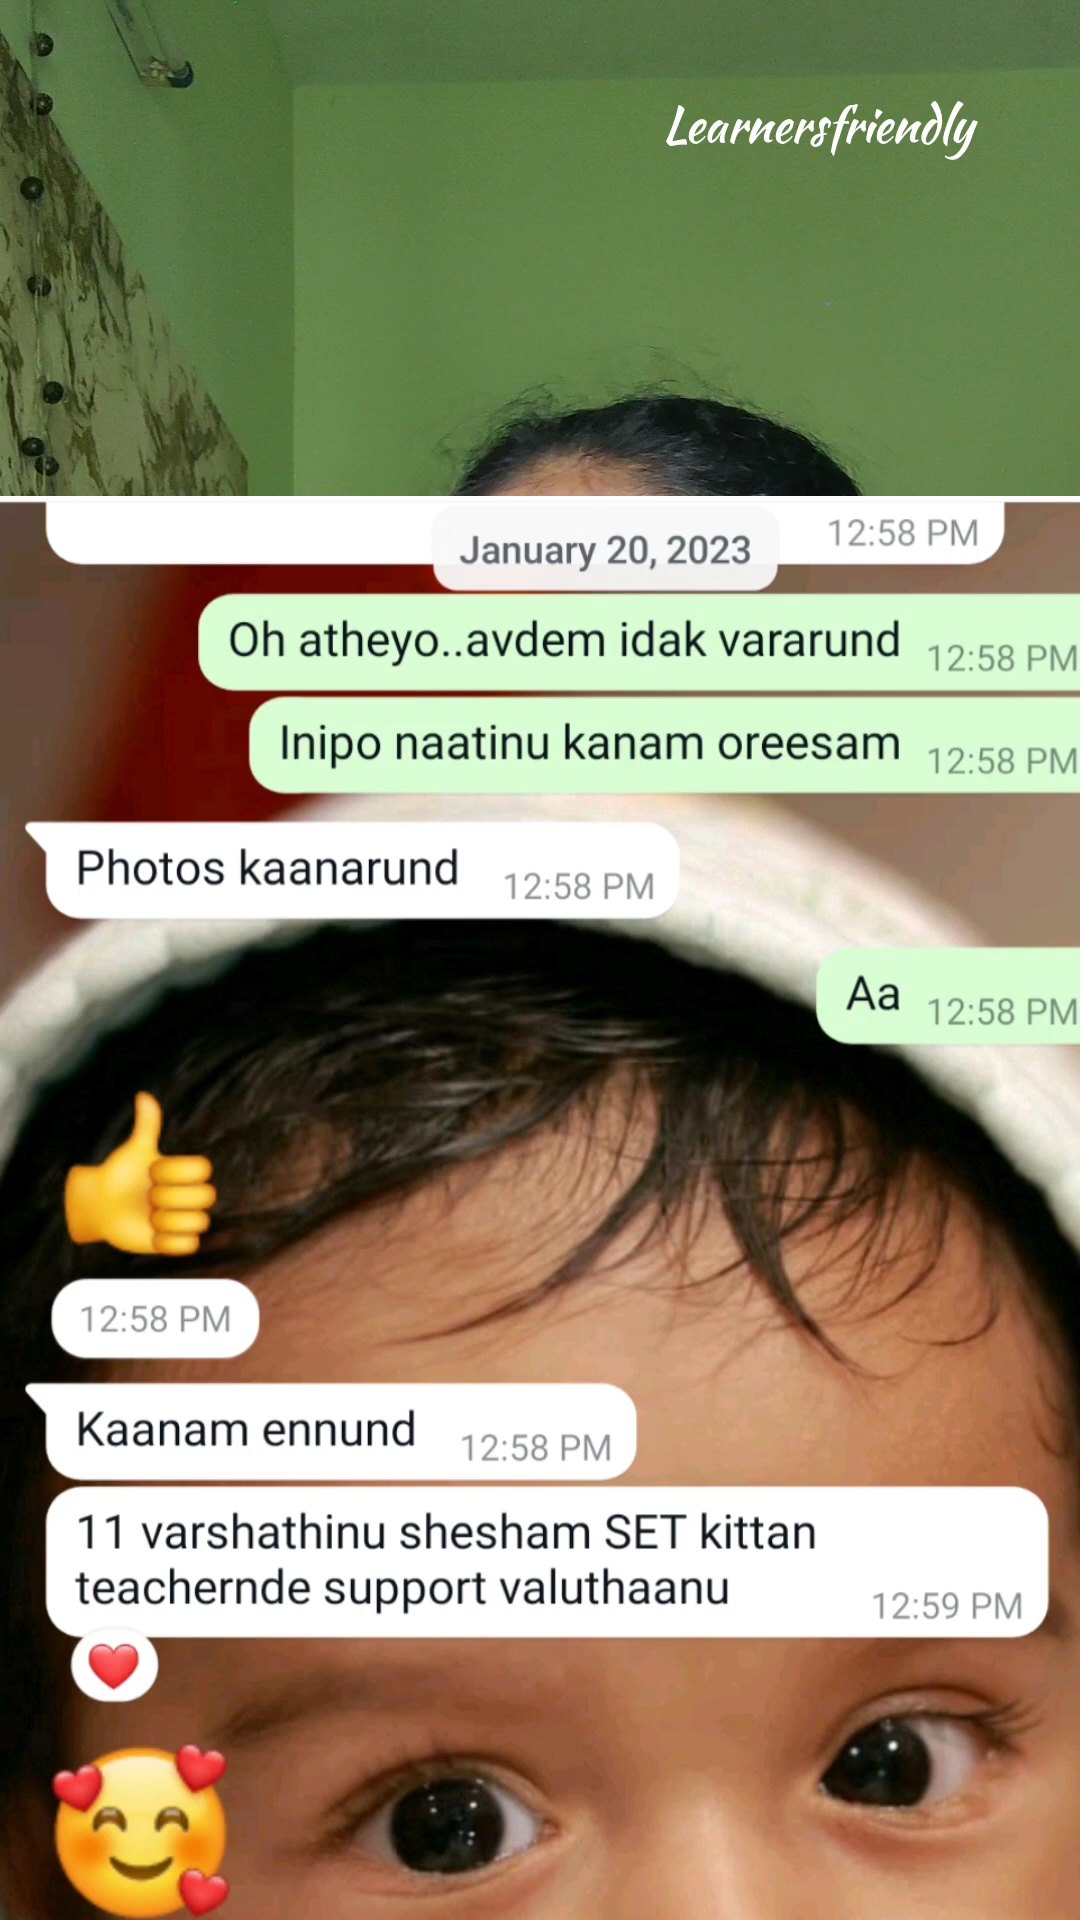 Learnersfriendly
12:58 PM
January 20, 2023
Oh atheyo..avdem idak vararund 12:58 PM
Inipo naatinu kanam oreesam 12:58 PM
Photos kaanarund 12:58 PM
Aa 12:58 PM
12:58 PM
Kaanam ennund 12:58 PM
11 varshathinu shesham SET kittan
teachernde support valuthaanu 12:59 PM